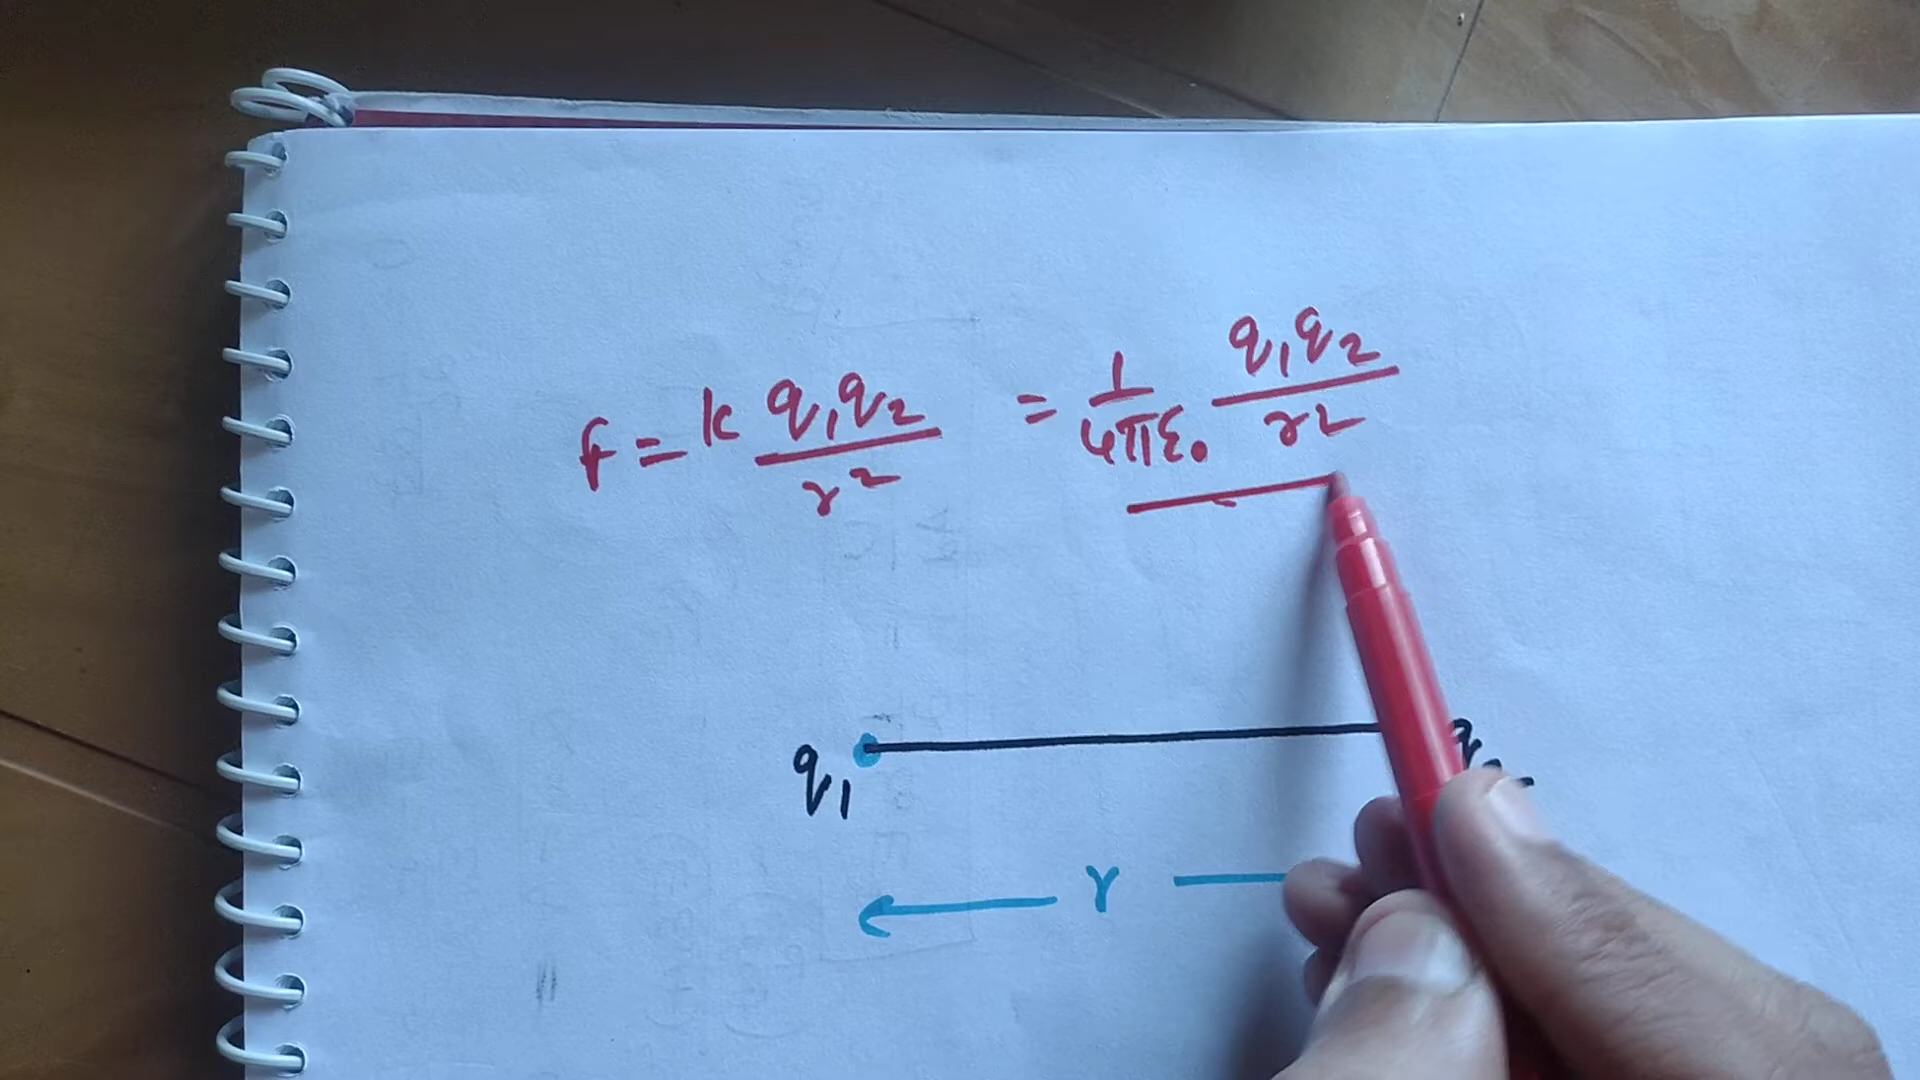 F = k q₁q₂ / r² = 1 / 4πε₀ q₁q₂ / r²
q₁
r